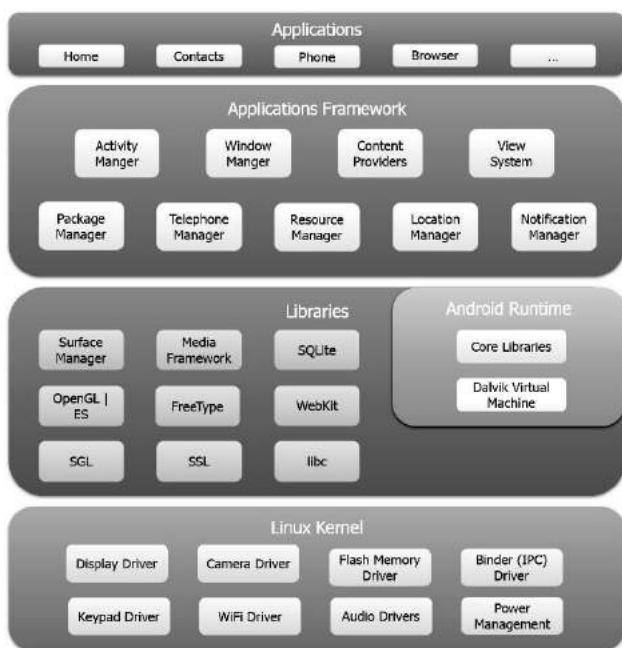 Applications
Home Contacts Phone Browser ...
Applications Framework
Activity Manger
Window Manger
Content Providers
View System
Package Manager
Telephone Manager
Resource Manager
Location Manager
Notification Manager
Libraries
Surface Manager
Media Framework
SQLite
OpenGL | ES
FreeType
WebKit
SGL
SSL
libc
Android Runtime
Core Libraries
Dalvik Virtual Machine
Linux Kernel
Display Driver
Camera Driver
Flash Memory Driver
Binder (IPC) Driver
Keypad Driver
WiFi Driver
Audio Drivers
Power Management